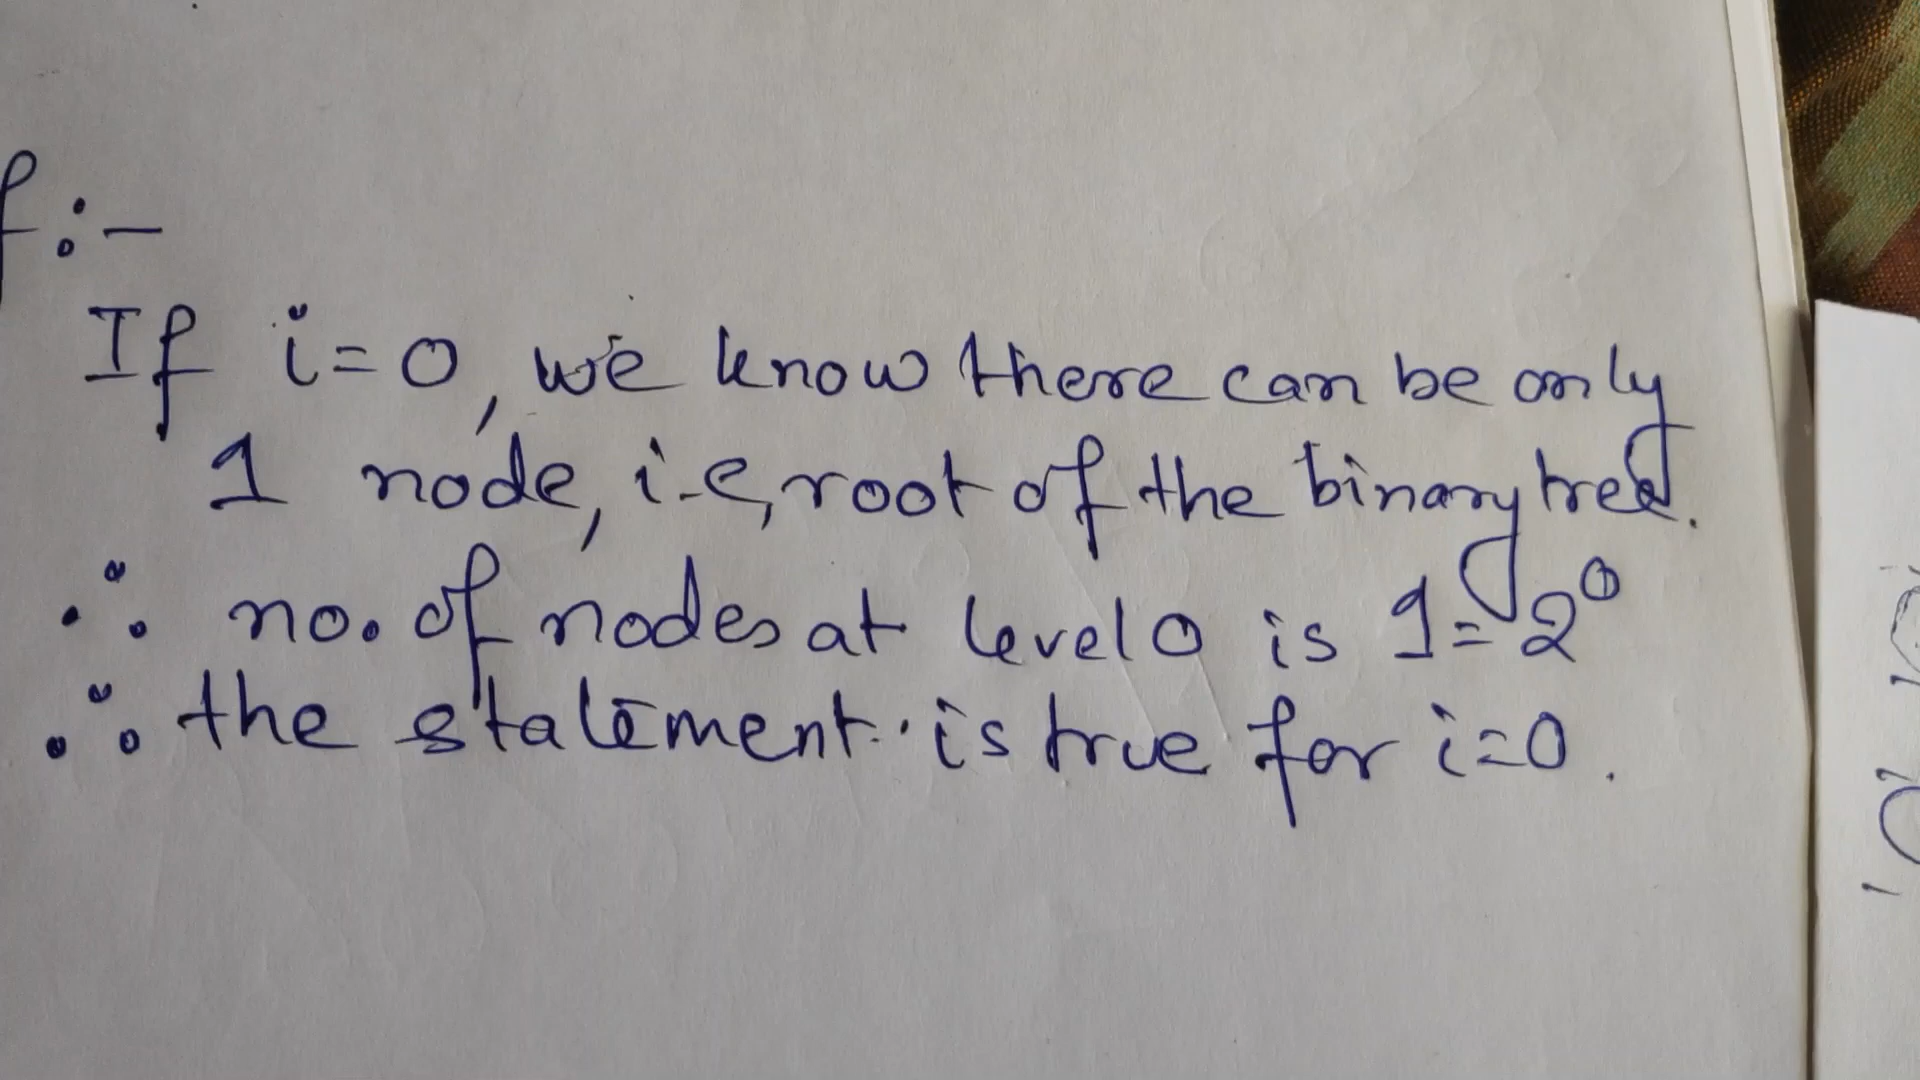 f:-
If i=0, we know there can be only
1 node, i.e, root of the binary tree.
∴ no. of nodes at level 0 is 1=2⁰
∴ the statement is true for i=0.